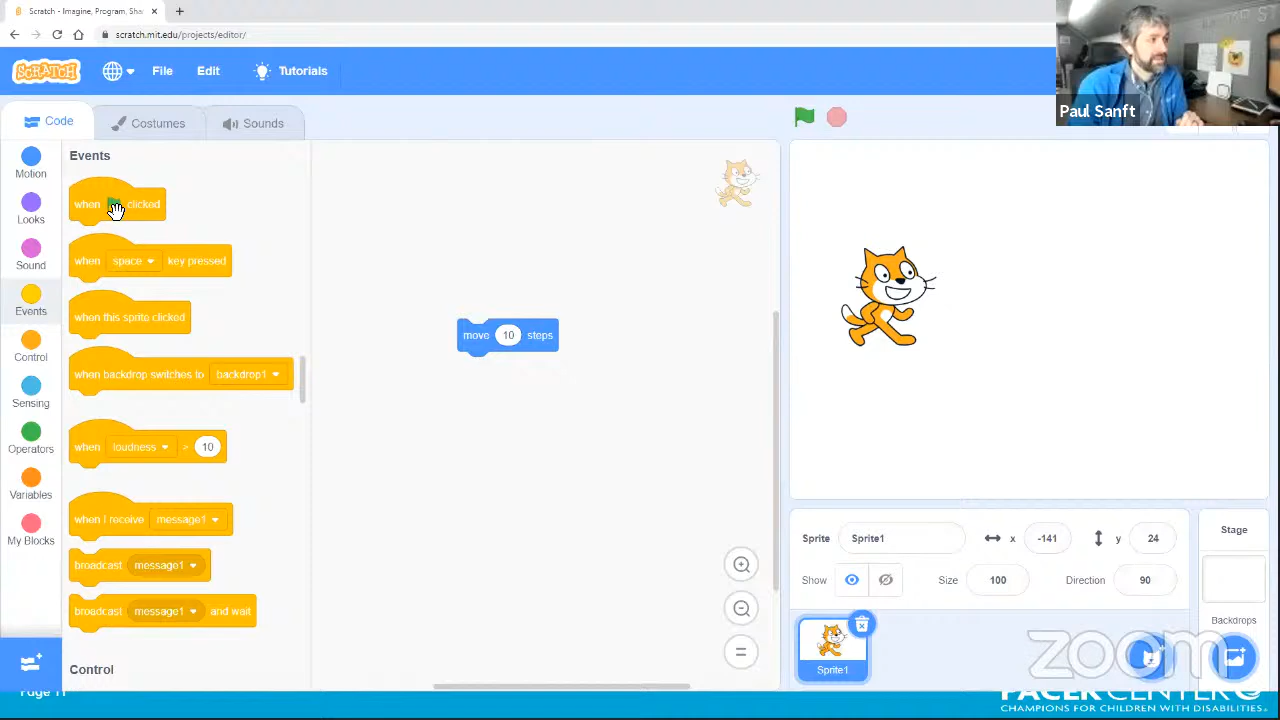 Scratch - Imagine, Program, Sha
scratch.mit.edu/projects/editor/
SCRATCH
File
Edit
Tutorials
Paul Sanft
Code
Costumes
Sounds
Motion
Looks
Sound
Events
Control
Sensing
Operators
Variables
My Blocks
Events
when clicked
when space key pressed
when this sprite clicked
when backdrop switches to backdrop1
when loudness > 10
when I receive message1
broadcast message1
broadcast message1 and wait
Control
move 10 steps
Sprite
Sprite1
x
-141
y
24
Show
Size
100
Direction
90
Sprite1
Stage
Backdrops
zoom
Page 11
PACER CENTER
CHAMPIONS FOR CHILDREN WITH DISABILITIES.